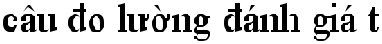 câu đo lường đánh giá t